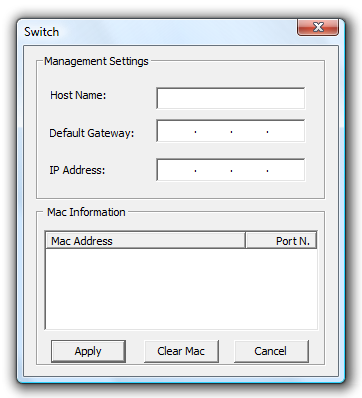 Switch
Management Settings
Host Name:
Default Gateway:
. . .
IP Address:
. . .
Mac Information
Mac Address Port N.
Apply Clear Mac Cancel